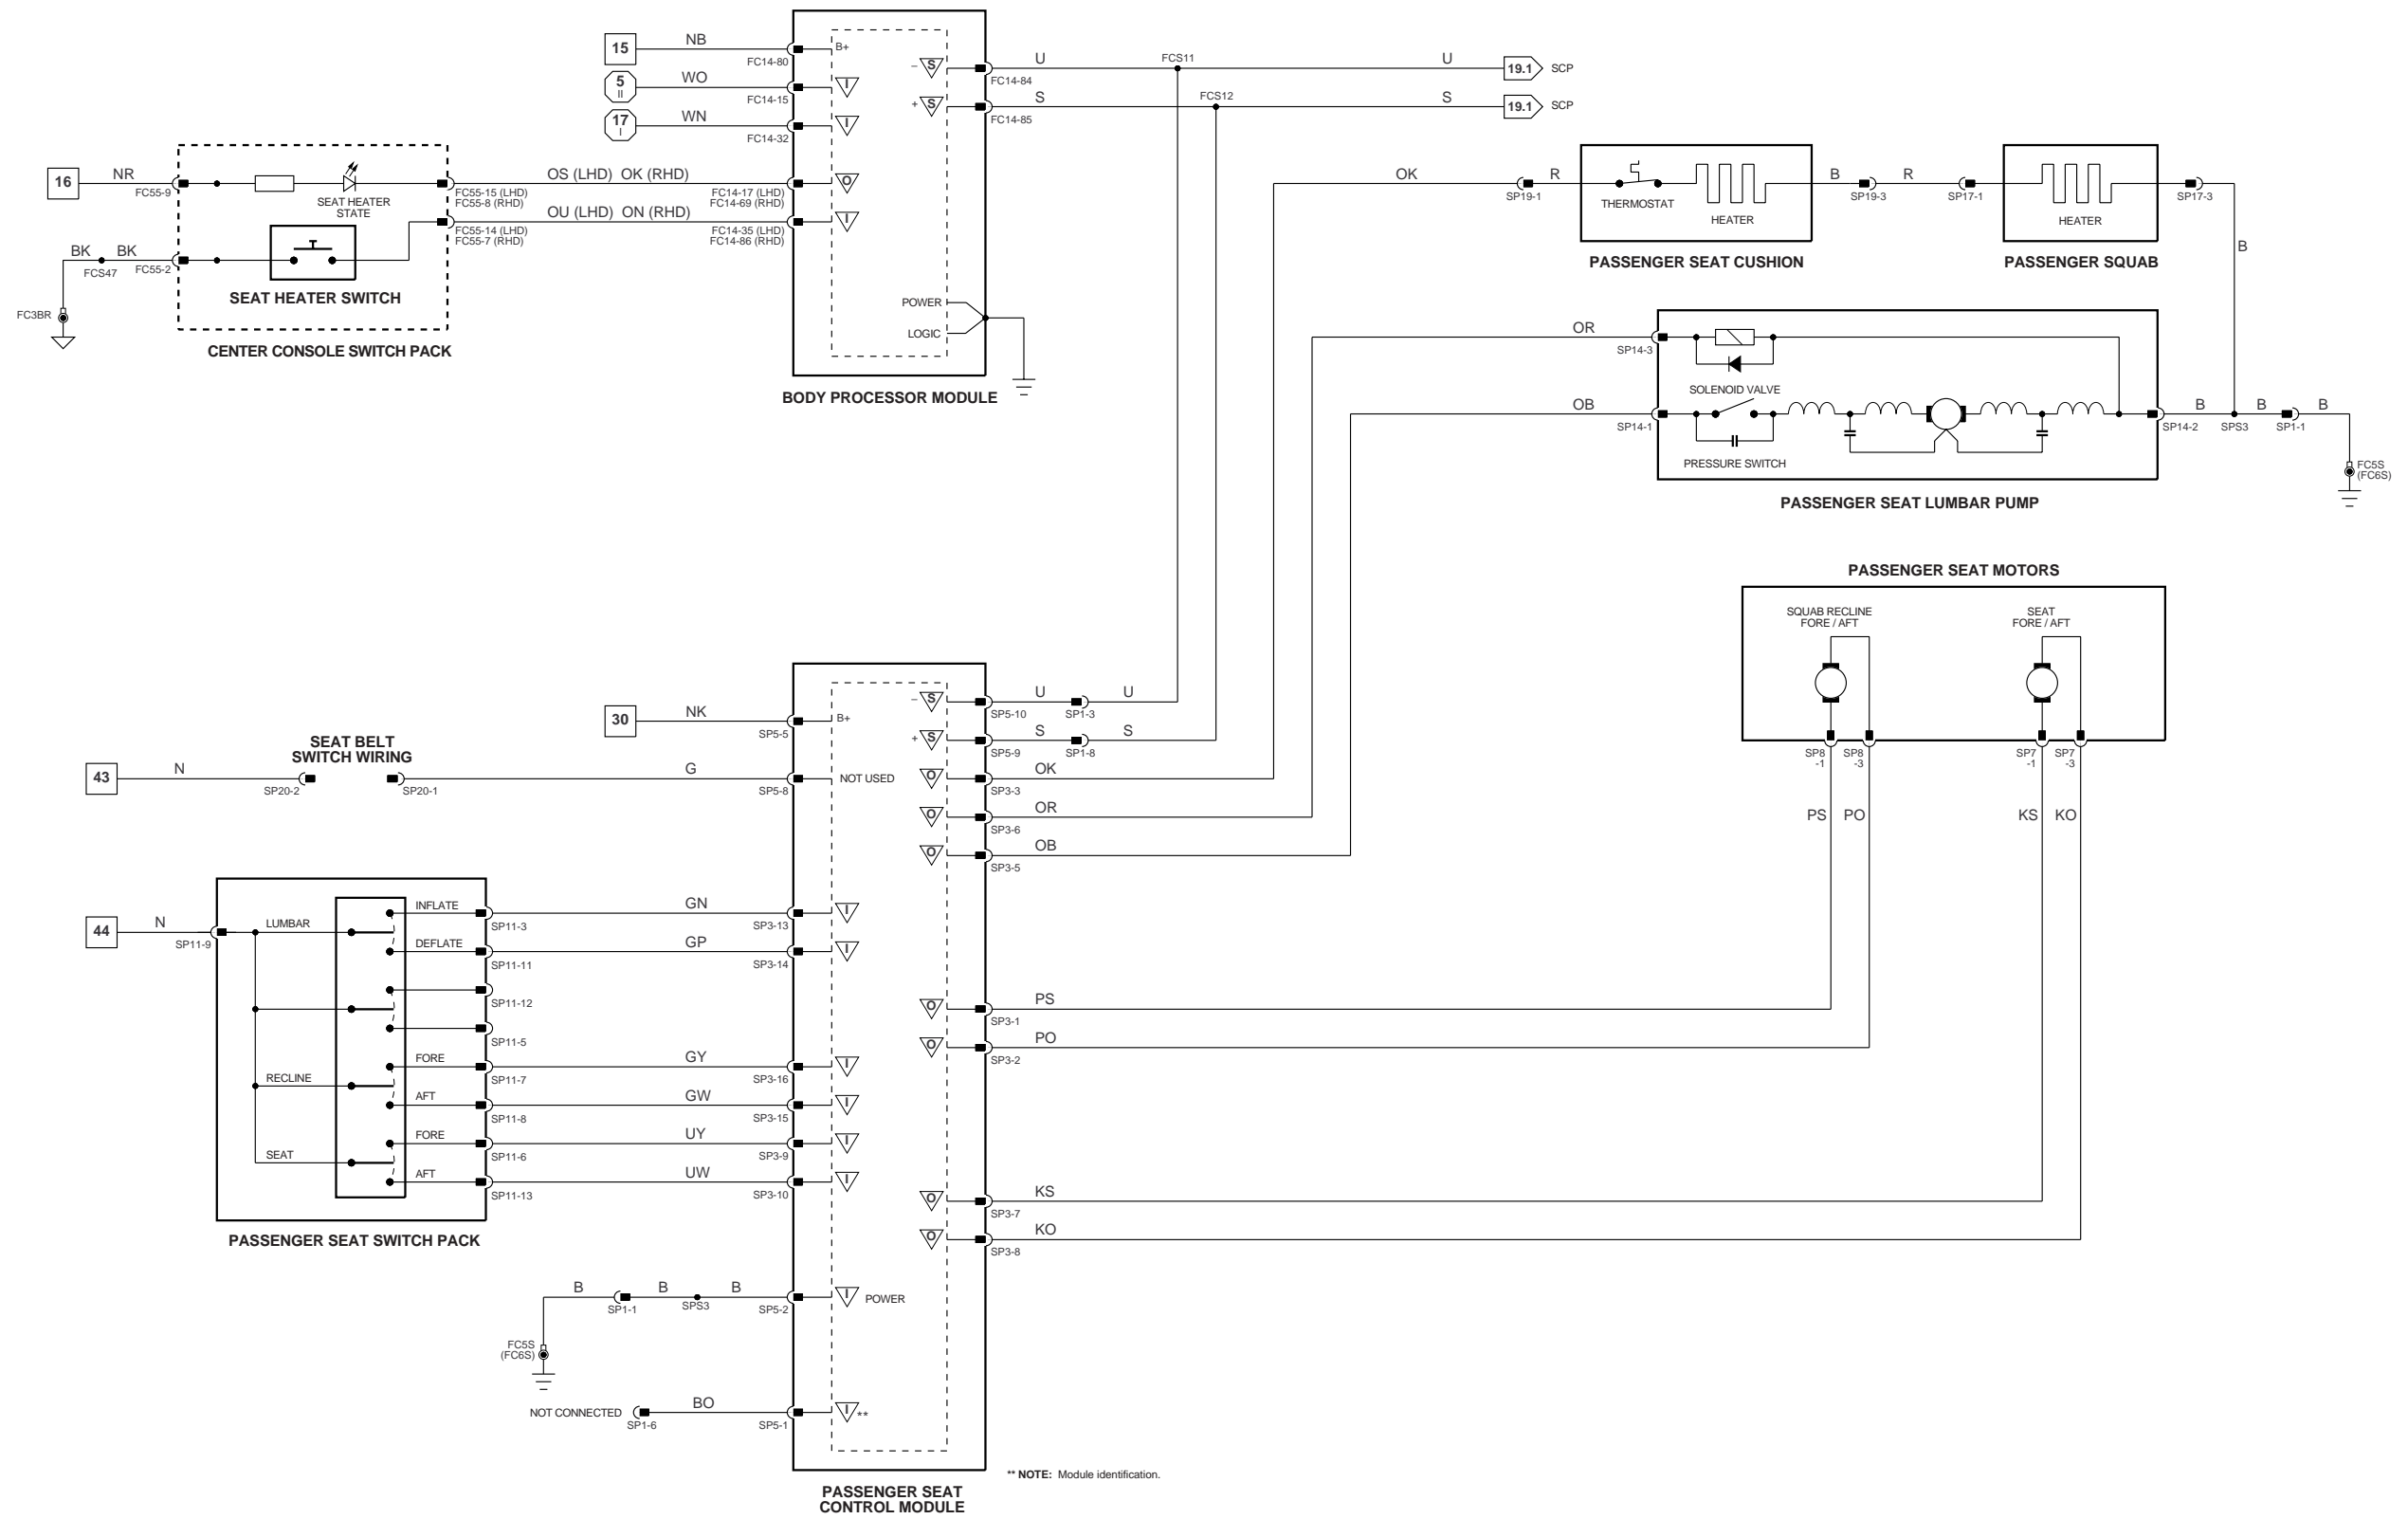 15
NB
FC14-80
B+
5
II
WO
FC14-15
I
17
I
WN
FC14-32
I
– S
U
FC14-84
FCS11
U
19.1
SCP
+ S
S
FC14-85
FCS12
S
19.1
SCP
16
NR
FC55-9
SEAT HEATER
STATE
FC55-15 (LHD)
FC55-8 (RHD)
OS (LHD) OK (RHD)
FC14-17 (LHD)
FC14-69 (RHD)
O
FC55-14 (LHD)
FC55-7 (RHD)
OU (LHD) ON (RHD)
FC14-35 (LHD)
FC14-86 (RHD)
I
BK
FCS47
BK
FC55-2
FC3BR
SEAT HEATER SWITCH
CENTER CONSOLE SWITCH PACK
POWER
LOGIC
BODY PROCESSOR MODULE
OK
SP19-1
R
THERMOSTAT
HEATER
B
SP19-3
R
SP17-1
HEATER
SP17-3
B
PASSENGER SEAT CUSHION
PASSENGER SQUAB
OR
SP14-3
SOLENOID VALVE
OB
SP14-1
PRESSURE SWITCH
SP14-2
B
SPS3
B
SP1-1
B
FC5S
(FC6S)
PASSENGER SEAT LUMBAR PUMP
PASSENGER SEAT MOTORS
SQUAB RECLINE
FORE / AFT
SEAT
FORE / AFT
SP8
-1
SP8
-3
SP7
-1
SP7
-3
PS
PO
KS
KO
30
NK
SP5-5
B+
– S
SP5-10
U
SP1-3
U
+ S
SP5-9
S
SP1-8
S
SEAT BELT
SWITCH WIRING
43
N
SP20-2
SP20-1
G
SP5-8
NOT USED
O
SP3-3
OK
O
SP3-6
OR
O
SP3-5
OB
44
N
SP11-9
LUMBAR
INFLATE
SP11-3
GN
SP3-13
I
DEFLATE
SP11-11
GP
SP3-14
I
SP11-12
SP11-5
O
SP3-1
PS
O
SP3-2
PO
RECLINE
FORE
SP11-7
GY
SP3-16
I
AFT
SP11-8
GW
SP3-15
I
SEAT
FORE
SP11-6
UY
SP3-9
I
AFT
SP11-13
UW
SP3-10
I
O
SP3-7
KS
O
SP3-8
KO
PASSENGER SEAT SWITCH PACK
B
SP1-1
B
SPS3
B
SP5-2
I
POWER
FC5S
(FC6S)
NOT CONNECTED
SP1-6
BO
SP5-1
I
**
** NOTE: Module identification.
PASSENGER SEAT
CONTROL MODULE